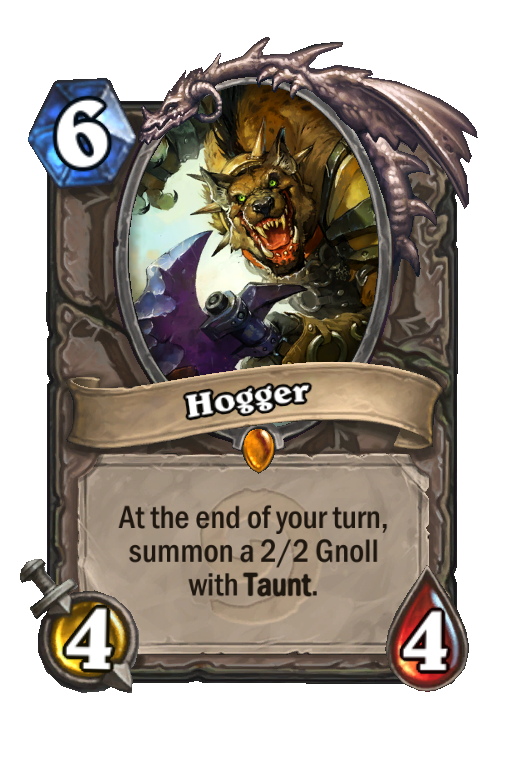 6
Hogger
At the end of your turn,
summon a 2/2 Gnoll
with Taunt.
4
4